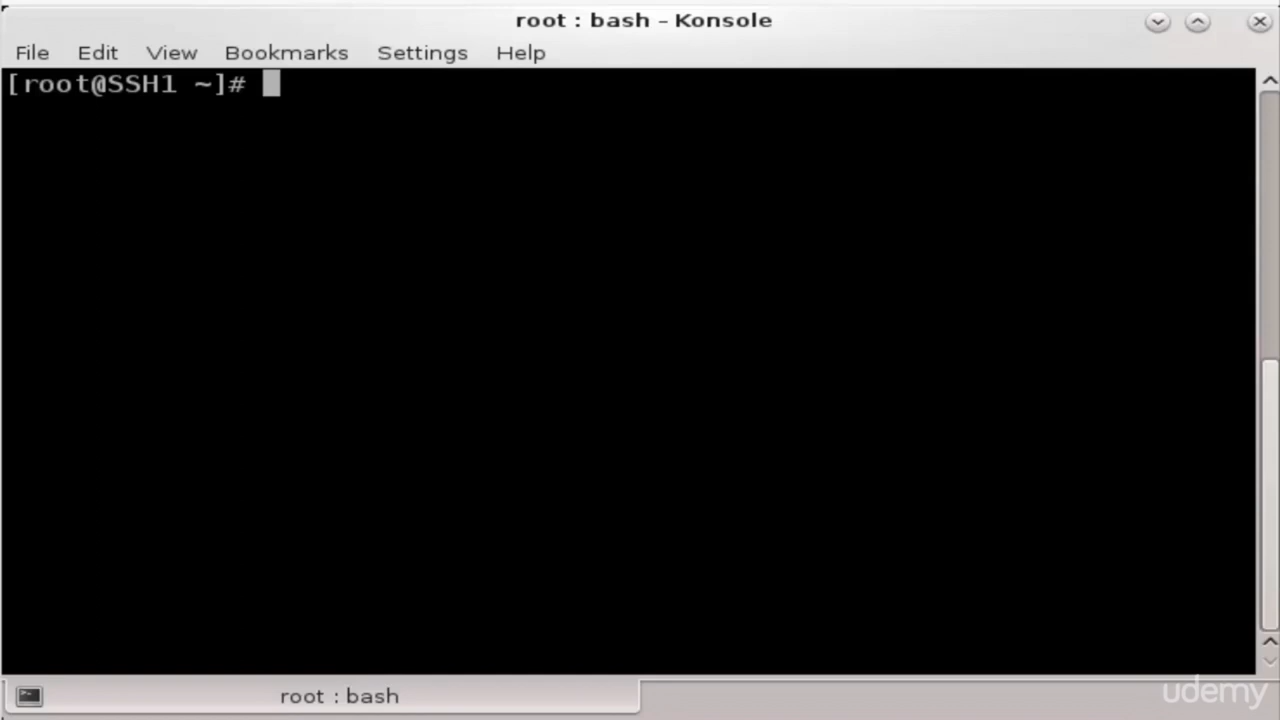 root : bash – Konsole
File Edit View Bookmarks Settings Help
[root@SSH1 ~]#
root : bash
udemy